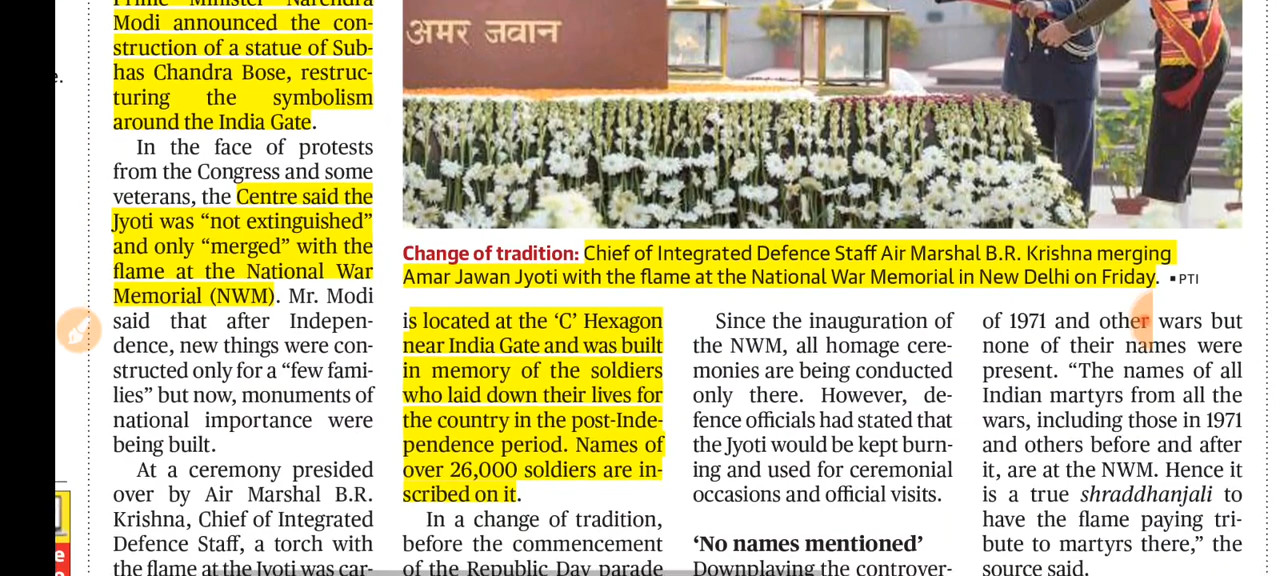 Prime Minister Narendra
Modi announced the con-
struction of a statue of Sub-
has Chandra Bose, restruc-
turing the symbolism
around the India Gate.
In the face of protests
from the Congress and some
veterans, the Centre said the
Jyoti was “not extinguished”
and only “merged” with the
flame at the National War
Memorial (NWM). Mr. Modi
said that after Indepen-
dence, new things were con-
structed only for a “few fami-
lies” but now, monuments of
national importance were
being built.
At a ceremony presided
over by Air Marshal B.R.
Krishna, Chief of Integrated
Defence Staff, a torch with
the flame at the Jyoti was car-
अमर जवान
Change of tradition: Chief of Integrated Defence Staff Air Marshal B.R. Krishna merging
Amar Jawan Jyoti with the flame at the National War Memorial in New Delhi on Friday. ▪PTI
is located at the ‘C’ Hexagon
near India Gate and was built
in memory of the soldiers
who laid down their lives for
the country in the post-Inde-
pendence period. Names of
over 26,000 soldiers are in-
scribed on it.
In a change of tradition,
before the commencement
of the Republic Day parade
Since the inauguration of
the NWM, all homage cere-
monies are being conducted
only there. However, de-
fence officials had stated that
the Jyoti would be kept burn-
ing and used for ceremonial
occasions and official visits.
‘No names mentioned’
Downplaying the controver-
of 1971 and other wars but
none of their names were
present. “The names of all
Indian martyrs from all the
wars, including those in 1971
and others before and after
it, are at the NWM. Hence it
is a true shraddhanjali to
have the flame paying tri-
bute to martyrs there,” the
source said.